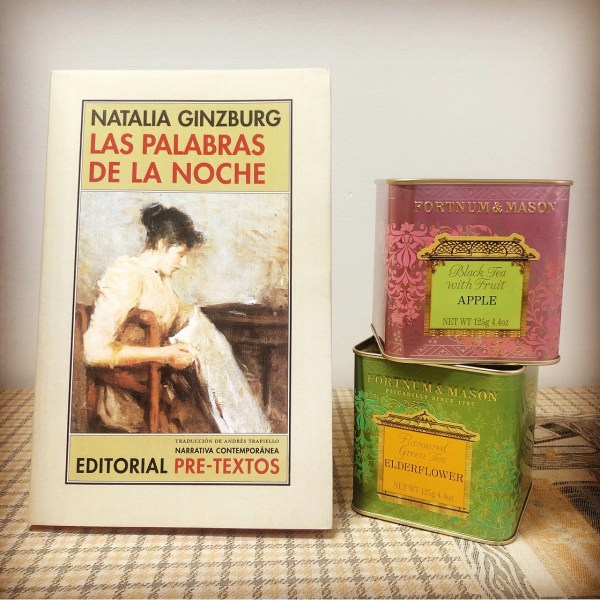 NATALIA GINZBURG
LAS PALABRAS
DE LA NOCHE
TRADUCCIÓN DE ANDRÉS TRAPIELLO
NARRATIVA CONTEMPORÁNEA
EDITORIAL PRE-TEXTOS
FORTNUM & MASON
Black Tea
with Fruit
APPLE
NET WT 125g 4.4oz
FORTNUM & MASON
PICCADILLY SINCE 1707
Flavoured
Green Tea
ELDERFLOWER
NET WT 125g 4.4oz